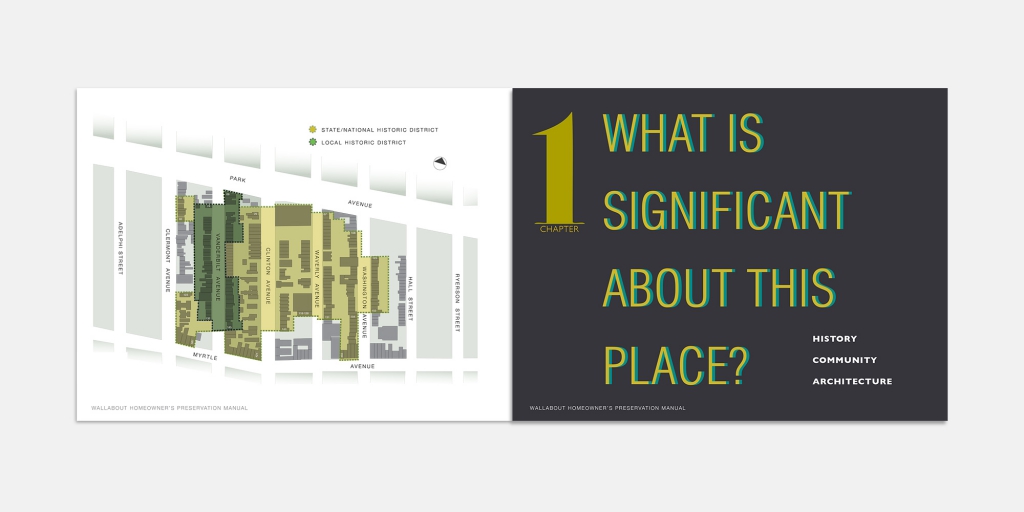 STATE/NATIONAL HISTORIC DISTRICT
LOCAL HISTORIC DISTRICT
PARK
AVENUE
ADELPHI STREET
CLERMONT AVENUE
VANDERBILT AVENUE
CLINTON AVENUE
WAVERLY AVENUE
WASHINGTON AVENUE
HALL STREET
RYERSON STREET
MYRTLE
AVENUE
WALLABOUT HOMEOWNER'S PRESERVATION MANUAL
1
CHAPTER
WHAT IS
SIGNIFICANT
ABOUT THIS
PLACE?
HISTORY
COMMUNITY
ARCHITECTURE
WALLABOUT HOMEOWNER'S PRESERVATION MANUAL